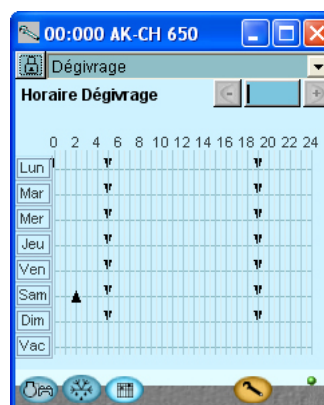 00:000 AK-CH 650
Dégivrage
Horaire Dégivrage
0 2 4 6 8 10 12 14 16 18 20 22 24
Lun
Mar
Mer
Jeu
Ven
Sam
Dim
Vac